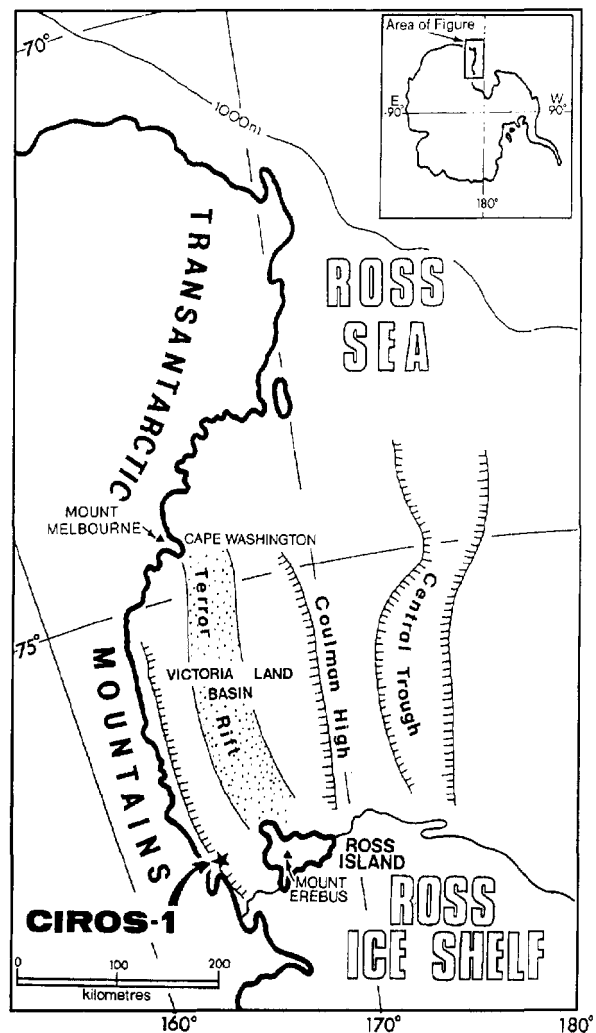 70°
Area of Figure
E
90°
W
90°
180°
1000m
TRANSANTARCTIC
ROSS
SEA
MOUNT
MELBOURNE
CAPE WASHINGTON
Terror
Coulman High
Central Trough
75°
MOUNTAINS
VICTORIA LAND
BASIN
Rift
ROSS
ISLAND
MOUNT
EREBUS
CIROS-1
ROSS
ICE SHELF
0 100 200
kilometres
160° 170° 180°